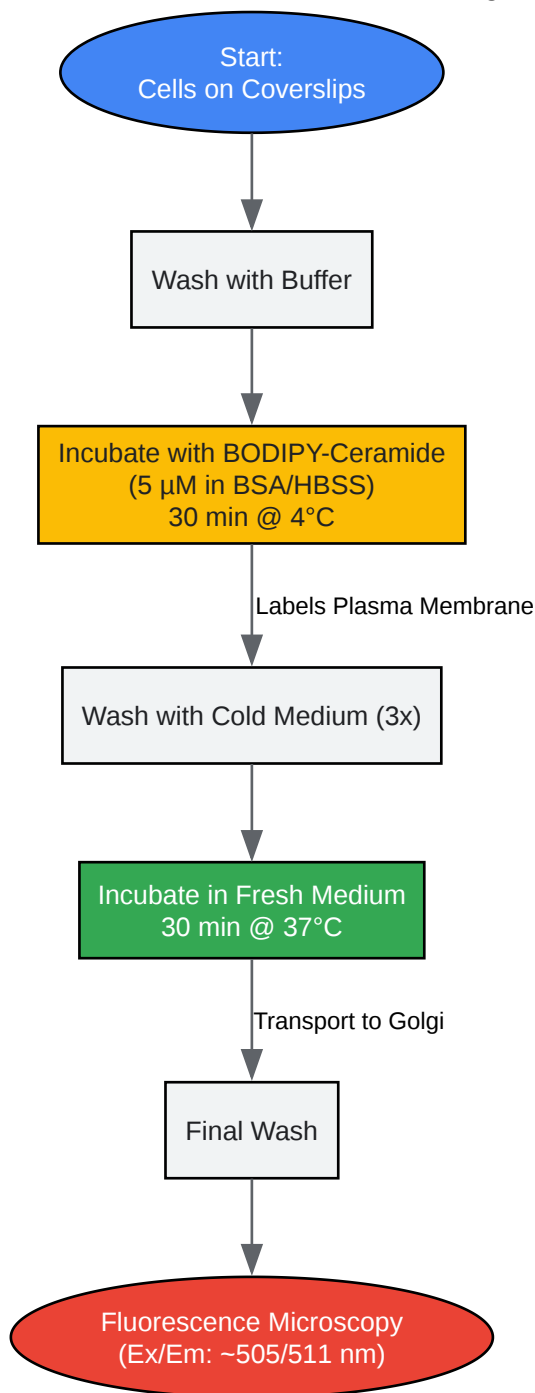 Start:
Cells on Coverslips
Wash with Buffer
Incubate with BODIPY-Ceramide
(5 µM in BSA/HBSS)
30 min @ 4°C
Labels Plasma Membrane
Wash with Cold Medium (3x)
Incubate in Fresh Medium
30 min @ 37°C
Transport to Golgi
Final Wash
Fluorescence Microscopy
(Ex/Em: ~505/511 nm)